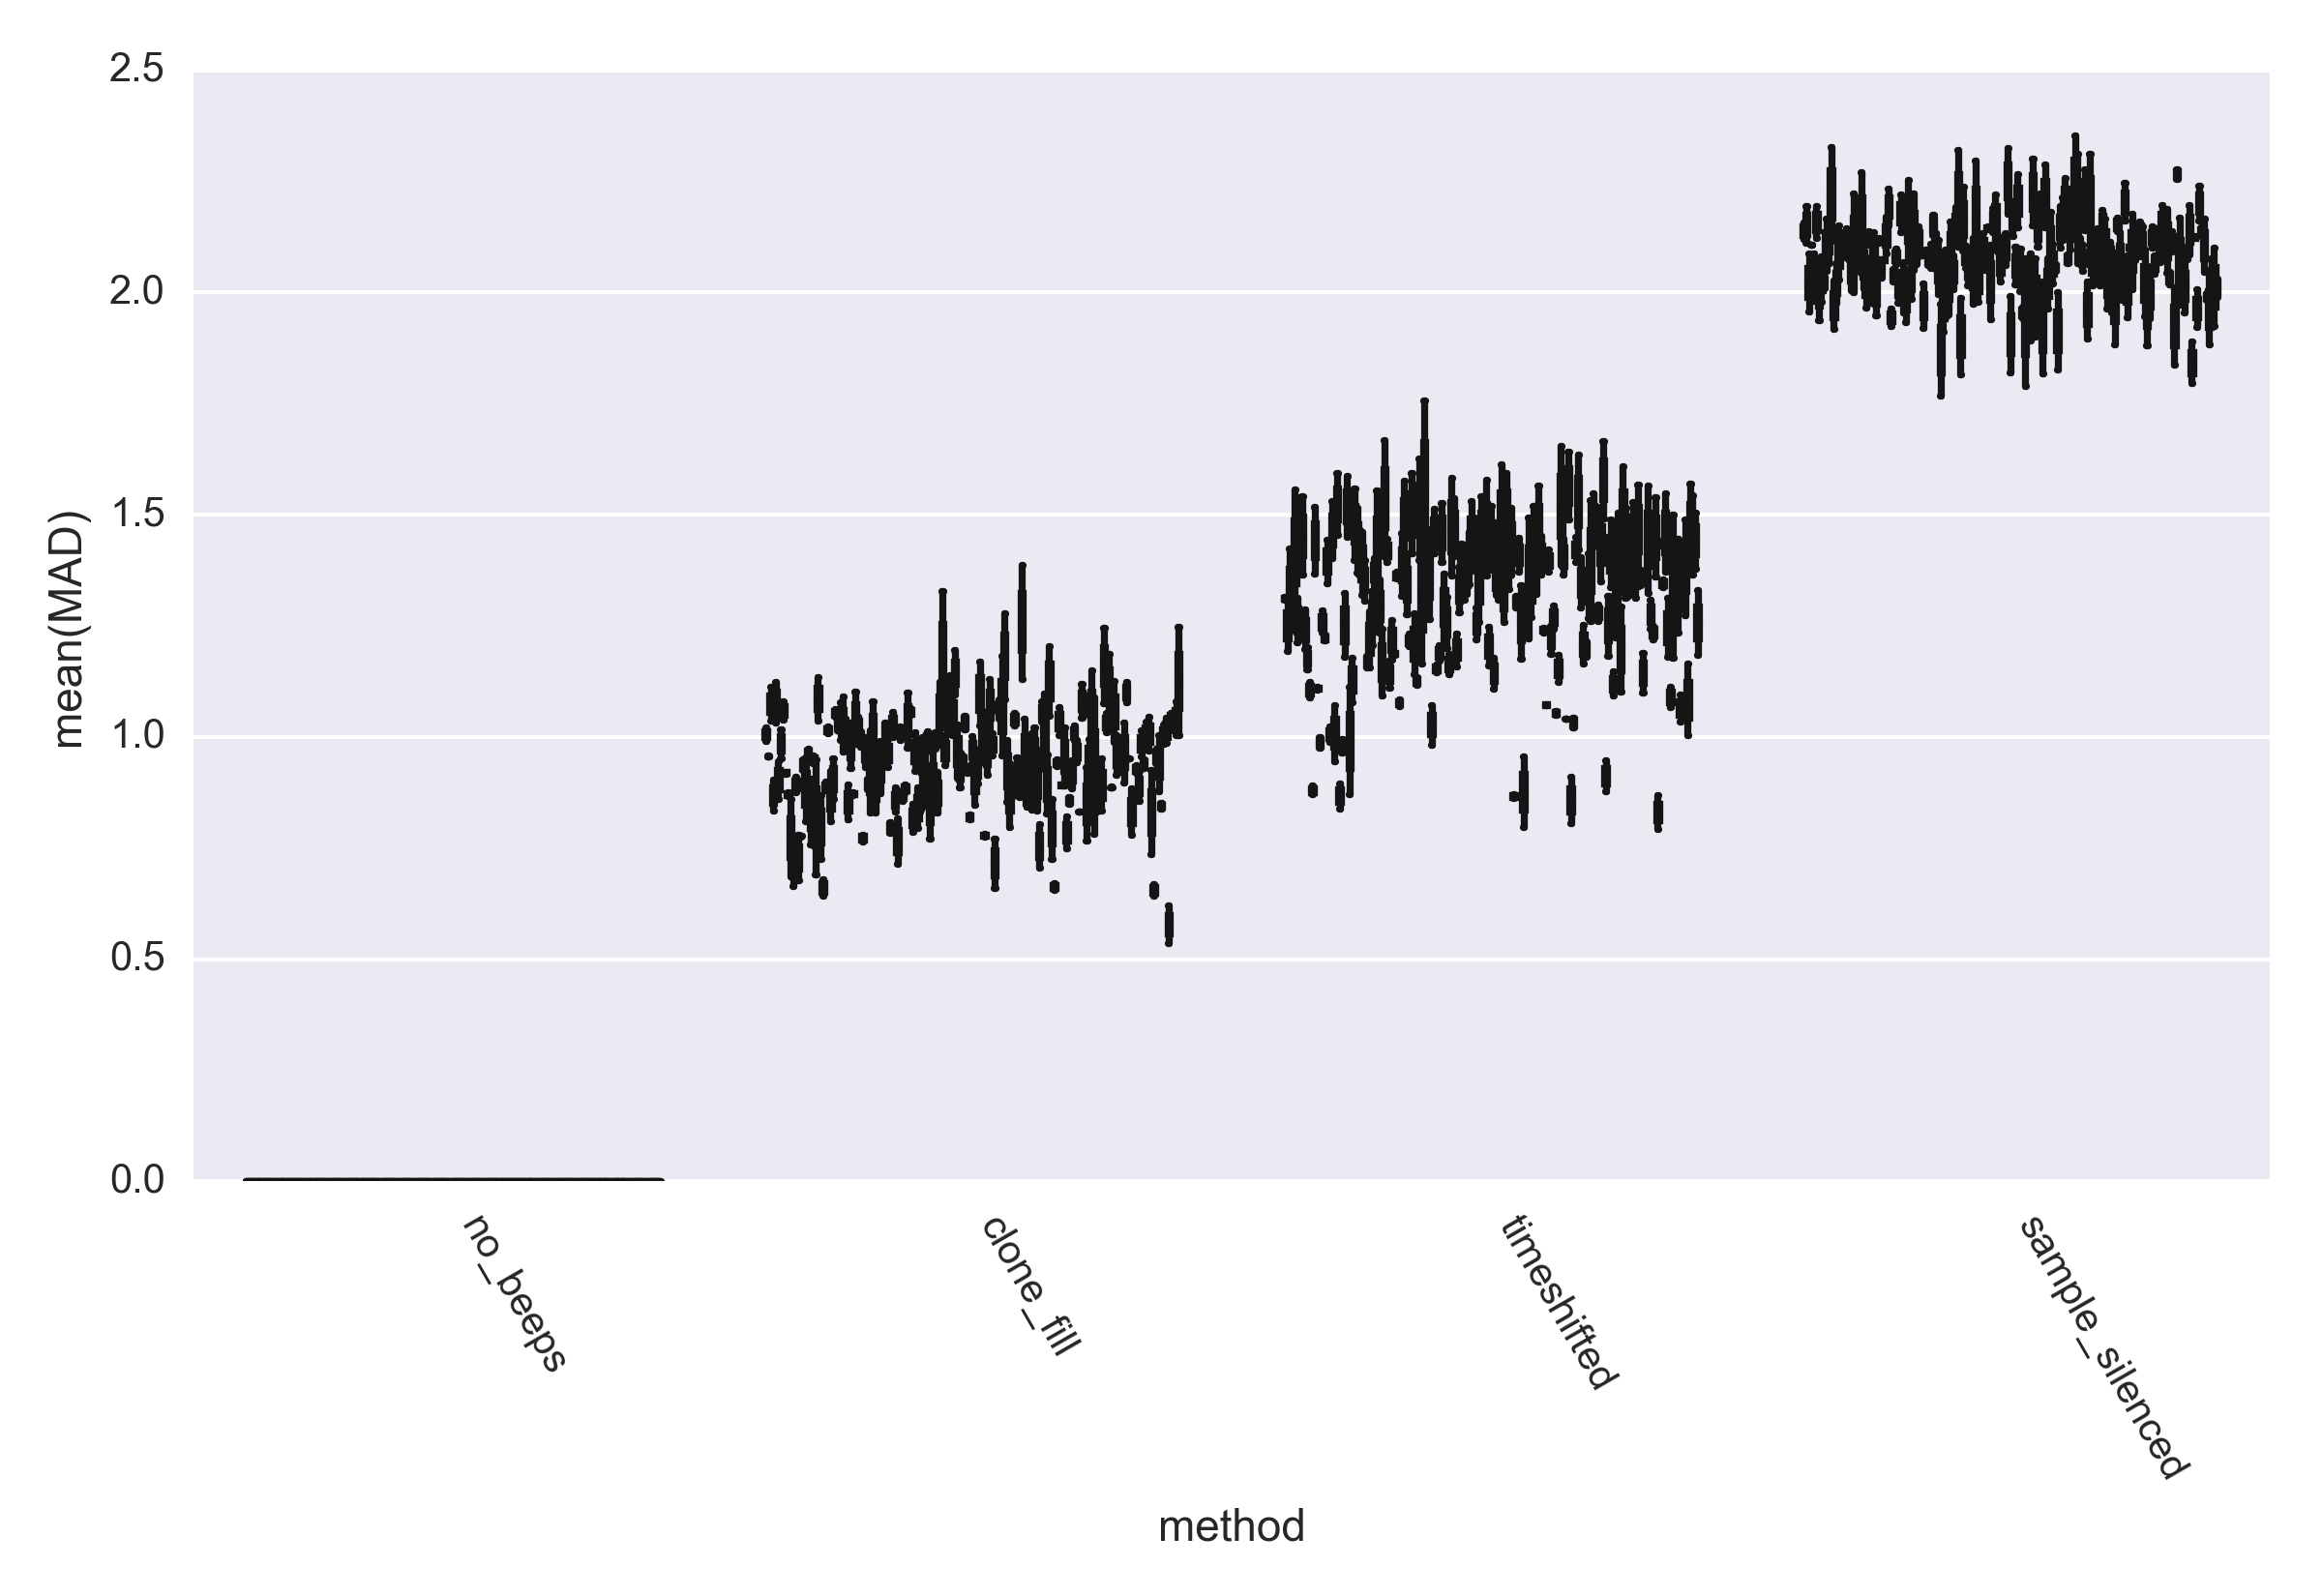 2.5
2.0
1.5
1.0
0.5
0.0
mean(MAD)
no_beeps
clone_fill
timeshifted
sample_silenced
method